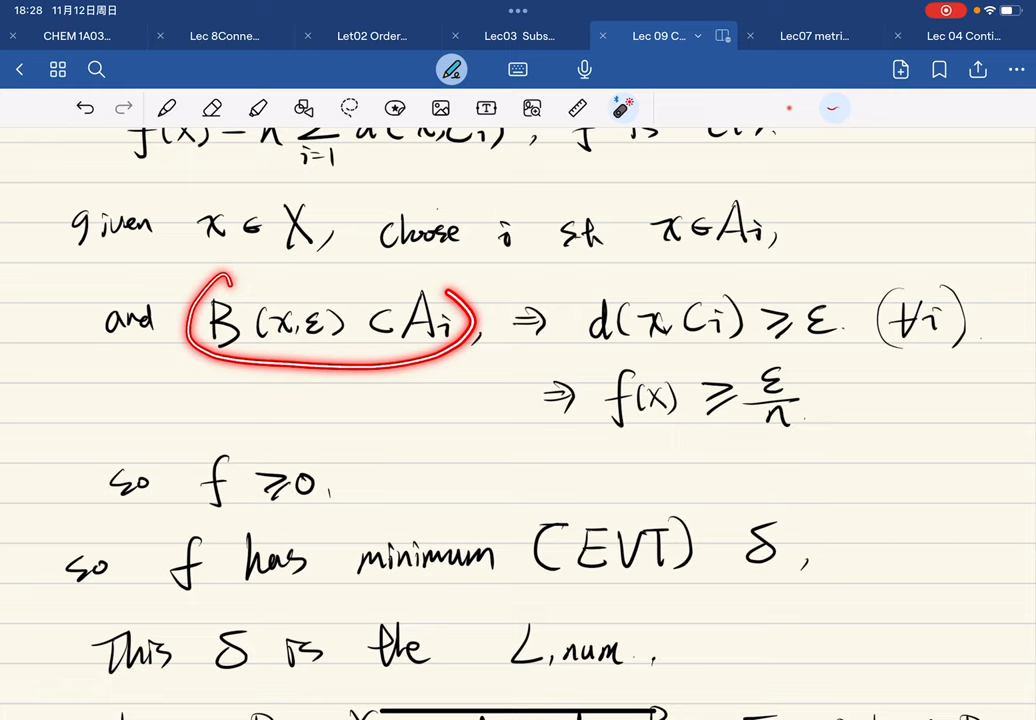 18:28 11月12日周日
CHEM 1A03... Lec 8Conne... Let02 Order... Lec03 Subs... Lec 09 C... Lec07 metri... Lec 04 Conti...
given x ∈ X, choose i st x ∈ Ai,
and B(x,ε) ⊂ Ai, ⇒ d(x, Ci) ≥ ε. (∀i)
⇒ f(x) ≥ ε/n.
so f ≥ 0,
so f has minimum (EVT) δ,
This δ is the L,num.